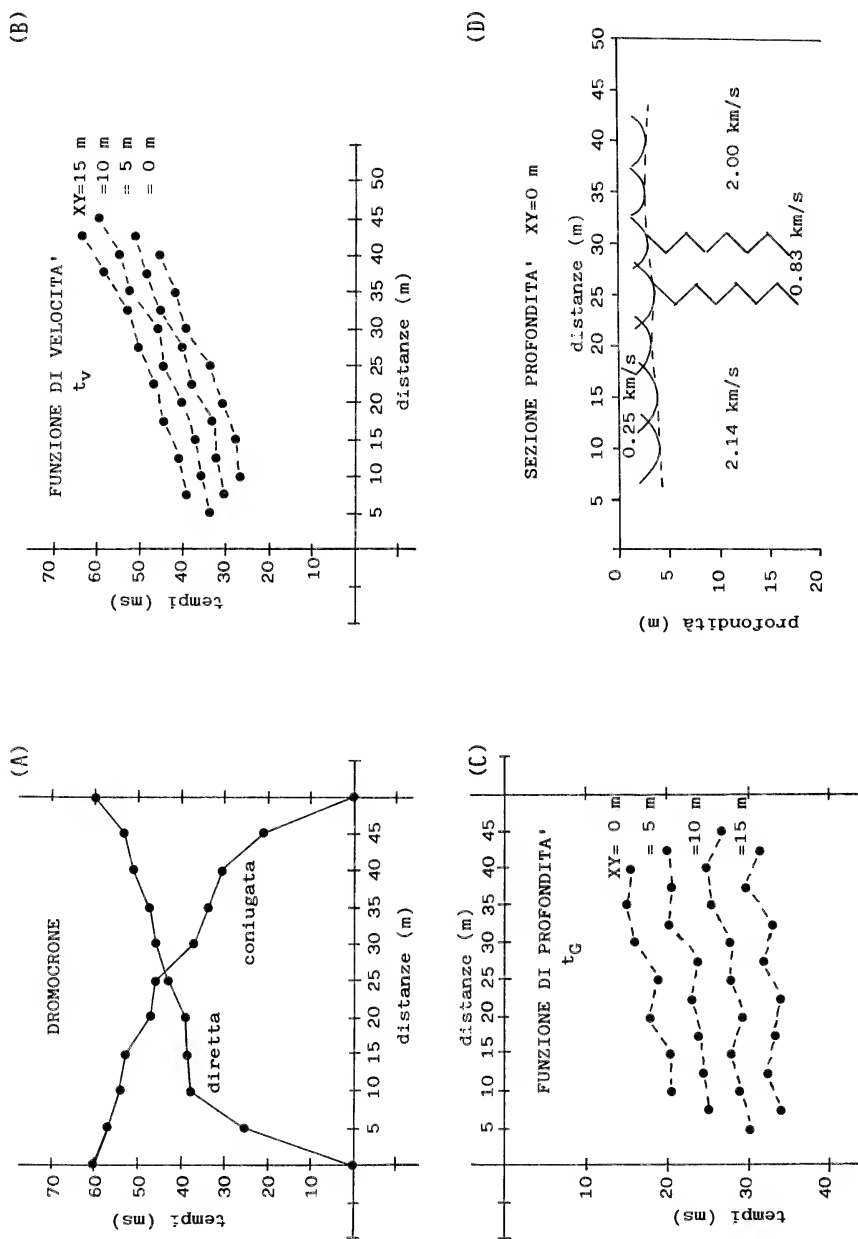 (A)
DROMOCRONE
70
60
50
40
30
20
10
tempi (ms)
coniugata
diretta
5 10 15 20 25 30 35 40 45
distanze (m)
(B)
FUNZIONE DI VELOCITA'
t_v
XY=15 m
=10 m
= 5 m
= 0 m
70
60
50
40
30
20
10
tempi (ms)
5 10 15 20 25 30 35 40 45 50
distanze (m)
(C)
distanze (m)
5 10 15 20 25 30 35 40 45
FUNZIONE DI PROFONDITA'
t_G
XY= 0 m
= 5 m
=10 m
=15 m
10
20
30
40
tempi (ms)
(D)
SEZIONE PROFONDITA' XY=0 m
distanze (m)
5 10 15 20 25 30 35 40 45 50
0
5
10
15
20
profondità (m)
0.25 km/s
2.14 km/s
0.83 km/s
2.00 km/s